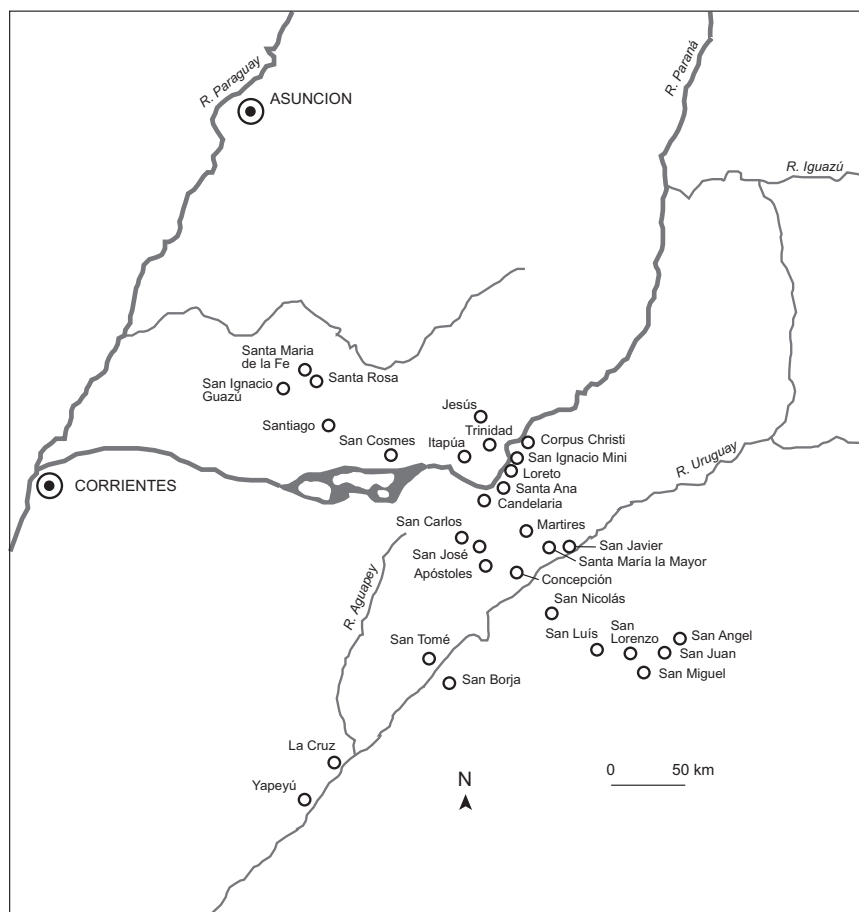 R. Paraguay
ASUNCION
R. Paraná
R. Iguazú
Santa Maria
de la Fe
Santa Rosa
San Ignacio
Guazú
Jesús
Santiago
Trinidad
San Cosmes
Itapúa
Corpus Christi
San Ignacio Mini
Loreto
R. Uruguay
CORRIENTES
Santa Ana
Candelaria
San Carlos
Martires
San José
San Javier
Santa María la Mayor
Apóstoles
Concepción
R. Aguapey
San Nicolás
San Tomé
San Luís
San
Lorenzo
San Angel
San Juan
San Miguel
San Borja
La Cruz
N
0 50 km
Yapeyú